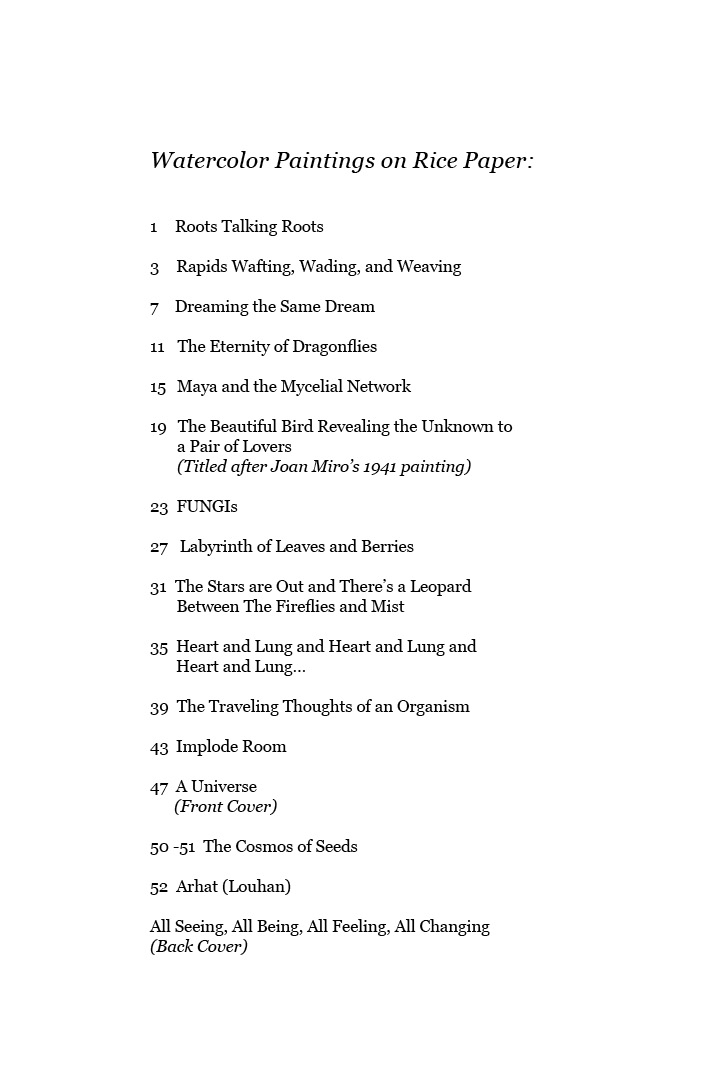 Watercolor Paintings on Rice Paper:
1 Roots Talking Roots
3 Rapids Wafting, Wading, and Weaving
7 Dreaming the Same Dream
11 The Eternity of Dragonflies
15 Maya and the Mycelial Network
19 The Beautiful Bird Revealing the Unknown to
a Pair of Lovers
(Titled after Joan Miro’s 1941 painting)
23 FUNGIs
27 Labyrinth of Leaves and Berries
31 The Stars are Out and There’s a Leopard
Between The Fireflies and Mist
35 Heart and Lung and Heart and Lung and
Heart and Lung…
39 The Traveling Thoughts of an Organism
43 Implode Room
47 A Universe
(Front Cover)
50 -51 The Cosmos of Seeds
52 Arhat (Louhan)
All Seeing, All Being, All Feeling, All Changing
(Back Cover)